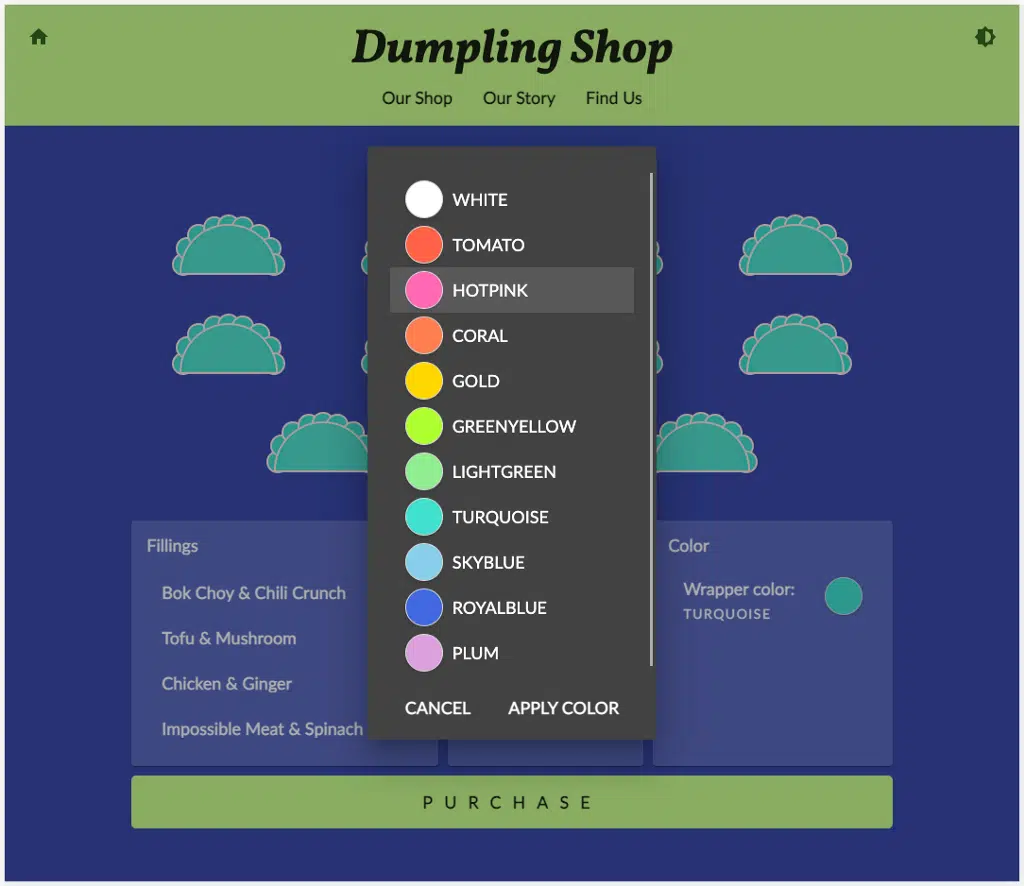 Dumpling Shop
Our Shop Our Story Find Us
WHITE
TOMATO
HOTPINK
CORAL
GOLD
GREENYELLOW
LIGHTGREEN
TURQUOISE
SKYBLUE
ROYALBLUE
PLUM
CANCEL APPLY COLOR
Fillings
Bok Choy & Chili Crunch
Tofu & Mushroom
Chicken & Ginger
Impossible Meat & Spinach
Color
Wrapper color:
TURQUOISE
PURCHASE